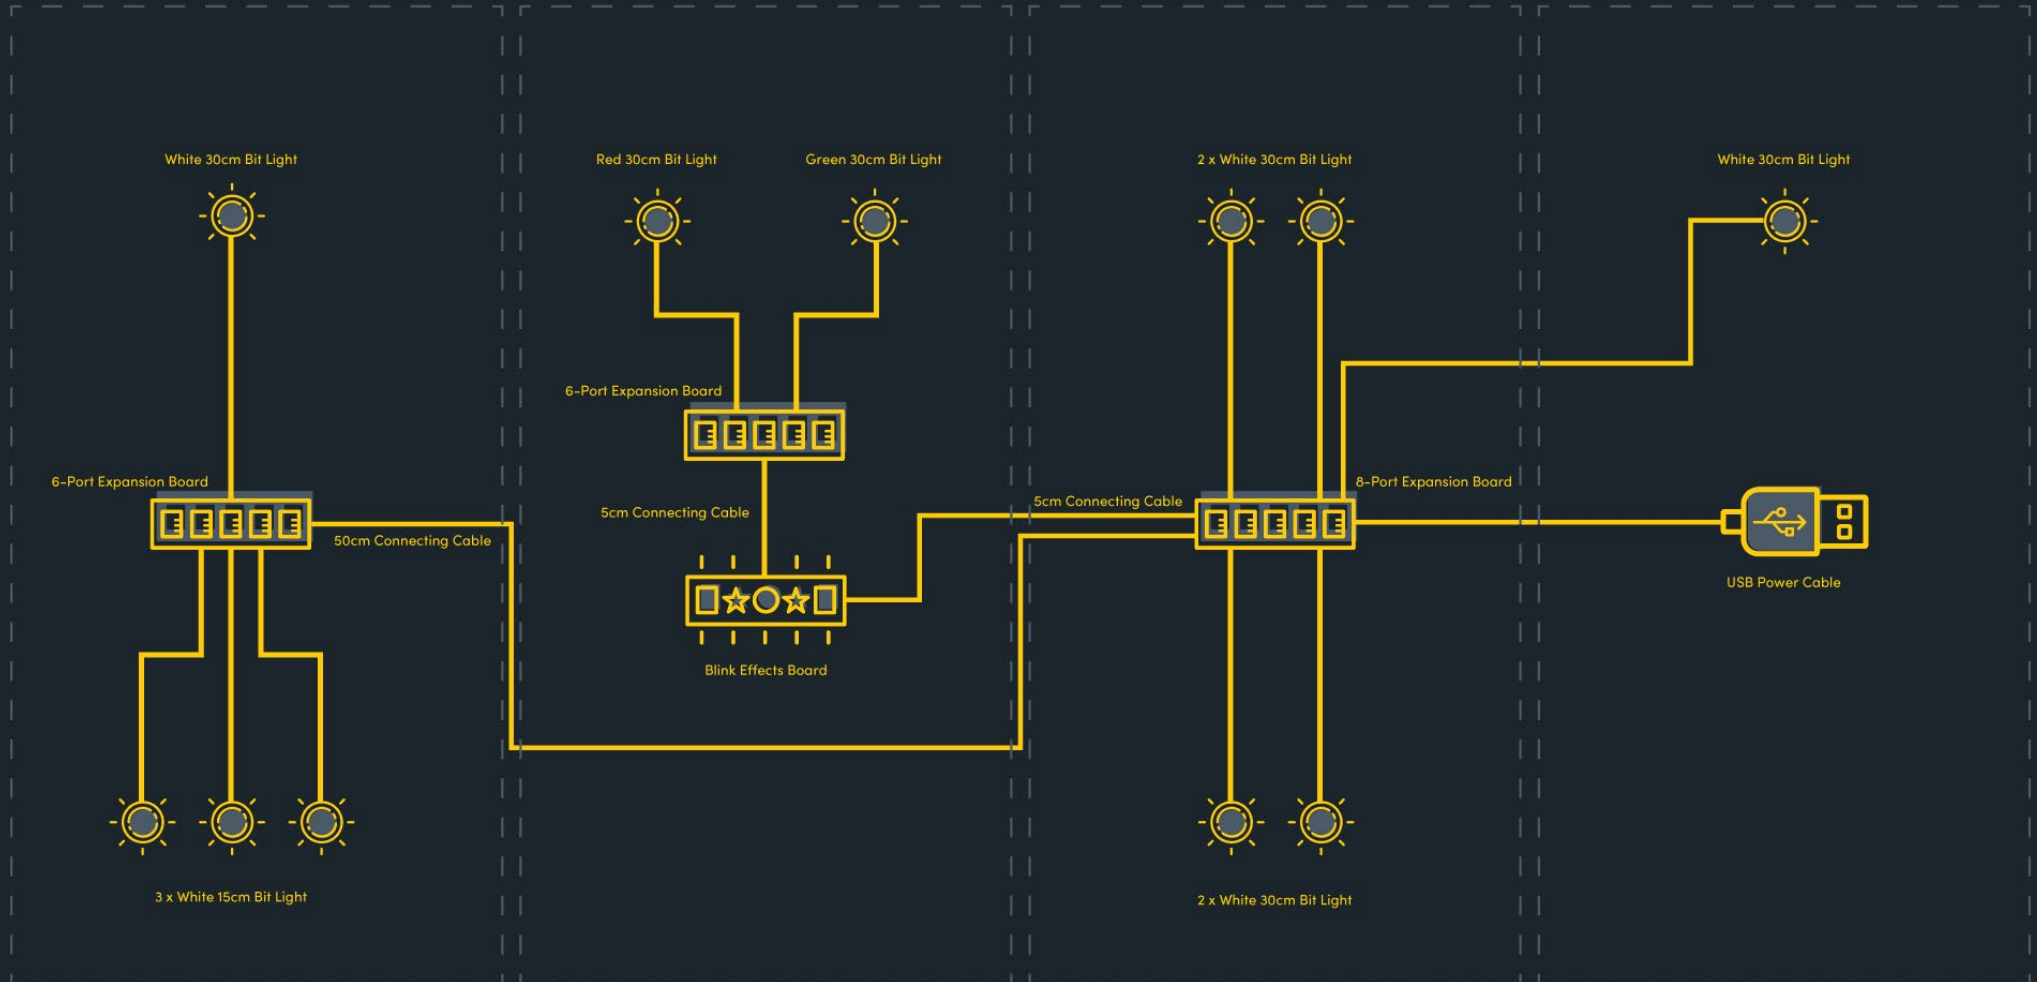 White 30cm Bit Light
Red 30cm Bit Light
Green 30cm Bit Light
2 x White 30cm Bit Light
White 30cm Bit Light
6-Port Expansion Board
6-Port Expansion Board
8-Port Expansion Board
5cm Connecting Cable
5cm Connecting Cable
50cm Connecting Cable
USB Power Cable
Blink Effects Board
3 x White 15cm Bit Light
2 x White 30cm Bit Light